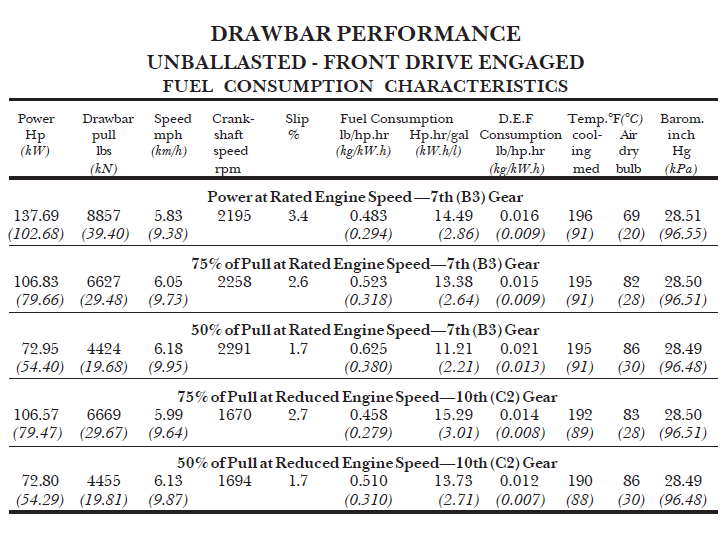 DRAWBAR PERFORMANCE
UNBALLASTED - FRONT DRIVE ENGAGED
FUEL CONSUMPTION CHARACTERISTICS
Power Drawbar Speed Crank- Slip Fuel Consumption D.E.F Temp.°F(°C) Barom.
Hp pull mph shaft % lb/hp.hr Hp.hr/gal Consumption cool- Air inch
(kW) lbs (km/h) speed (kg/kW.h) (kW.h/l) lb/hp.hr ing dry Hg
(kN) rpm (kg/kW.h) med bulb (kPa)
Power at Rated Engine Speed—7th (B3) Gear
137.69 8857 5.83 2195 3.4 0.483 14.49 0.016 196 69 28.51
(102.68) (39.40) (9.38) (0.294) (2.86) (0.009) (91) (20) (96.55)
75% of Pull at Rated Engine Speed—7th (B3) Gear
106.83 6627 6.05 2258 2.6 0.523 13.38 0.015 195 82 28.50
(79.66) (29.48) (9.73) (0.318) (2.64) (0.009) (91) (28) (96.51)
50% of Pull at Rated Engine Speed—7th (B3) Gear
72.95 4424 6.18 2291 1.7 0.625 11.21 0.021 195 86 28.49
(54.40) (19.68) (9.95) (0.380) (2.21) (0.013) (91) (30) (96.48)
75% of Pull at Reduced Engine Speed—10th (C2) Gear
106.57 6669 5.99 1670 2.7 0.458 15.29 0.014 192 83 28.50
(79.47) (29.67) (9.64) (0.279) (3.01) (0.008) (89) (28) (96.51)
50% of Pull at Reduced Engine Speed—10th (C2) Gear
72.80 4455 6.13 1694 1.7 0.510 13.73 0.012 190 86 28.49
(54.29) (19.81) (9.87) (0.310) (2.71) (0.007) (88) (30) (96.48)